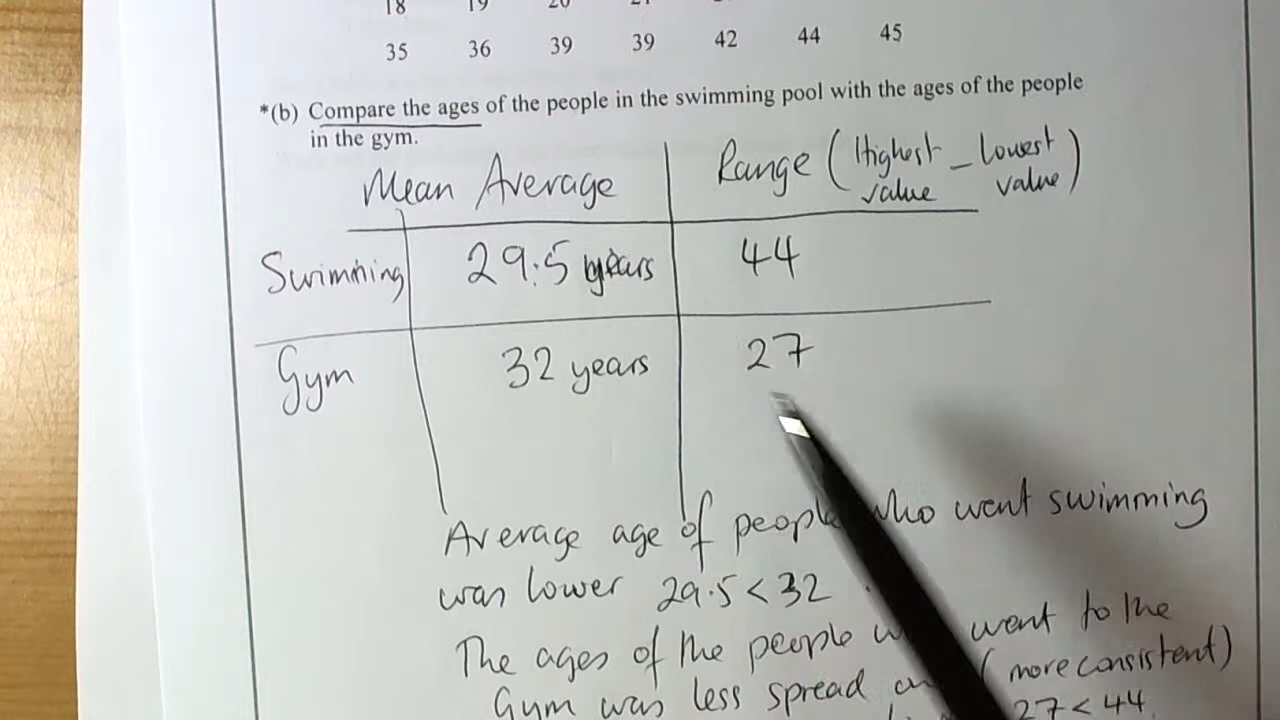 18 19 20 21
35 36 39 39 42 44 45
*(b) Compare the ages of the people in the swimming pool with the ages of the people
in the gym.
Mean Average Range (Highest value - lowest value)
Swimming 29.5 years 44
Gym 32 years 27
Average age of people who went swimming
was lower 29.5 < 32
The ages of the people went to the
Gym was less spread (more consistent)
27 < 44